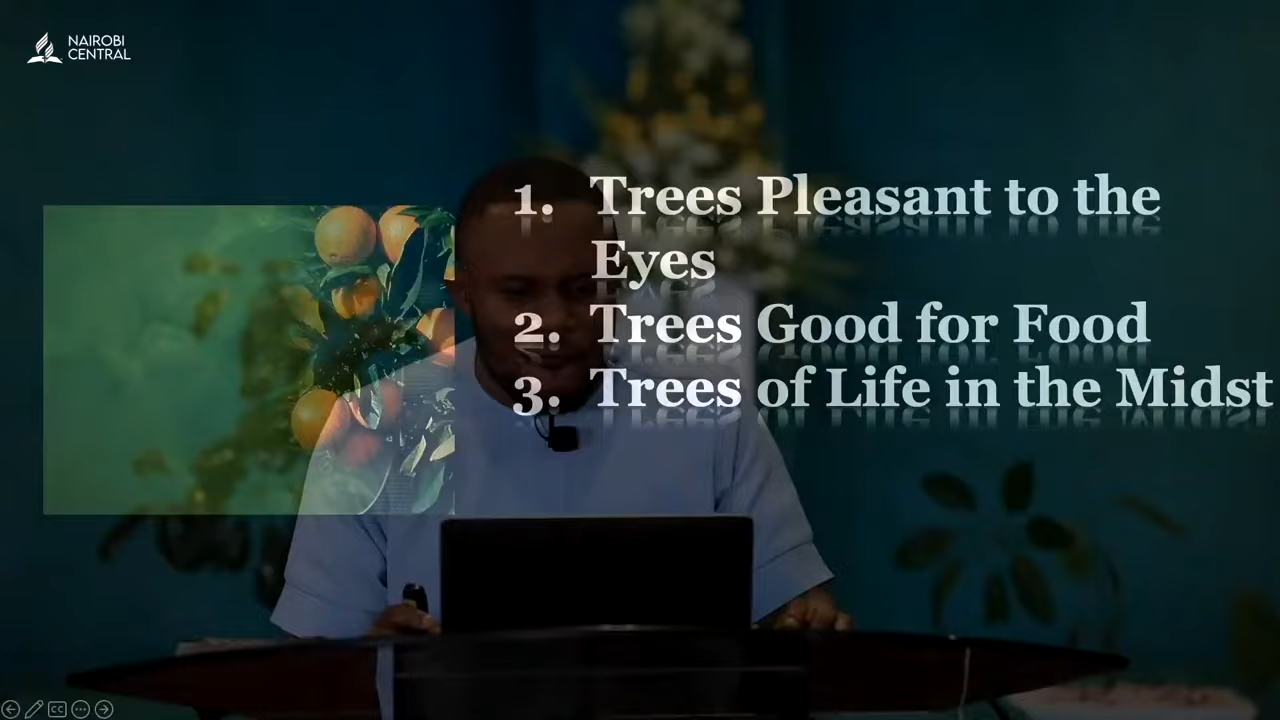 NAIROBI
CENTRAL
1. Trees Pleasant to the
Eyes
2. Trees Good for Food
3. Trees of Life in the Midst
CC